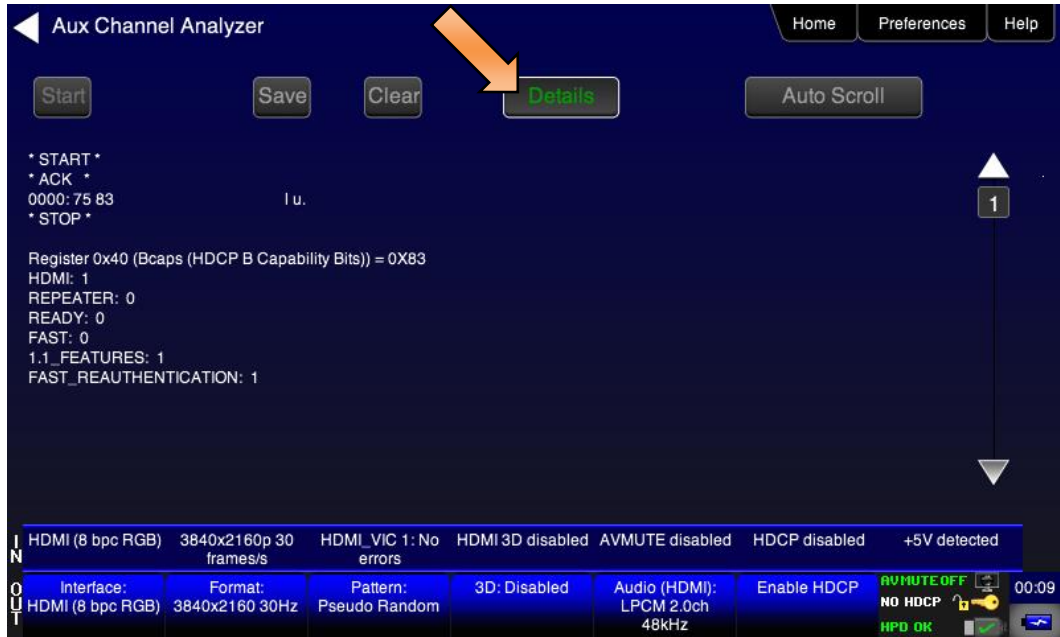 Aux Channel Analyzer
Home
Preferences
Help
Start
Save
Clear
Details
Auto Scroll
* START *
* ACK *
0000: 75 83 l u.
* STOP *
1
Register 0x40 (Bcaps (HDCP B Capability Bits)) = 0X83
HDMI: 1
REPEATER: 0
READY: 0
FAST: 0
1.1_FEATURES: 1
FAST_REAUTHENTICATION: 1
IN
HDMI (8 bpc RGB)
3840x2160p 30
frames/s
HDMI_VIC 1: No
errors
HDMI 3D disabled
AVMUTE disabled
HDCP disabled
+5V detected
OUT
Interface:
HDMI (8 bpc RGB)
Format:
3840x2160 30Hz
Pattern:
Pseudo Random
3D: Disabled
Audio (HDMI):
LPCM 2.0ch
48kHz
Enable HDCP
AVMUTE OFF
NO HDCP
HPD OK
00:09